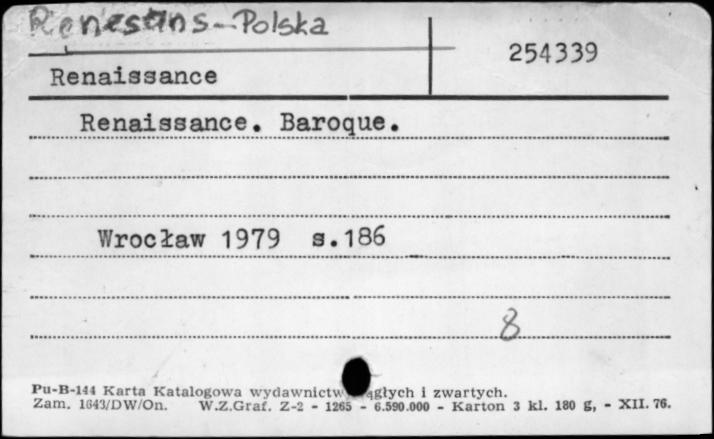 Renesans - Polska
254339
Renaissance
Renaissance. Baroque.
Wrocław 1979 s.186
8
Pu-B-144 Karta Katalogowa wydawnictw ągłych i zwartych.
Zam. 1643/DW/On. W.Z.Graf. Z-2 - 1265 - 6.590.000 - Karton 3 kl. 180 g, - XII. 76.